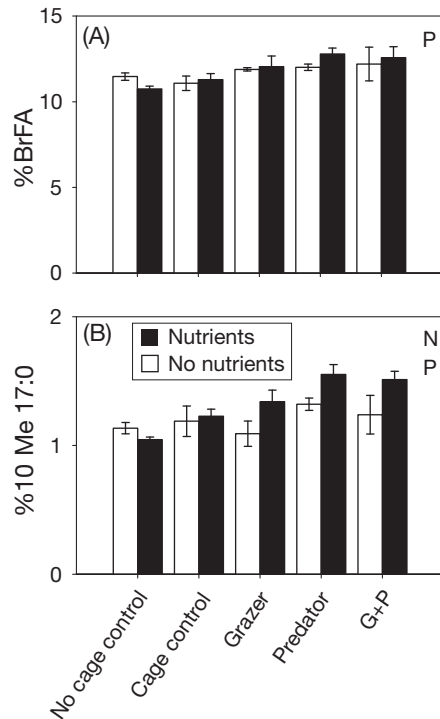 (A)
P
15
10
5
0
%BrFA
(B)
N
P
Nutrients
No nutrients
2
1
0
%10 Me 17:0
No cage control
Cage control
Grazer
Predator
G+P